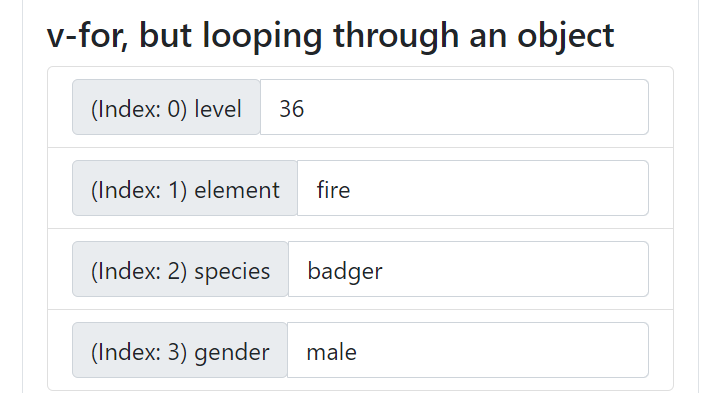 v-for, but looping through an object
(Index: 0) level 36
(Index: 1) element fire
(Index: 2) species badger
(Index: 3) gender male